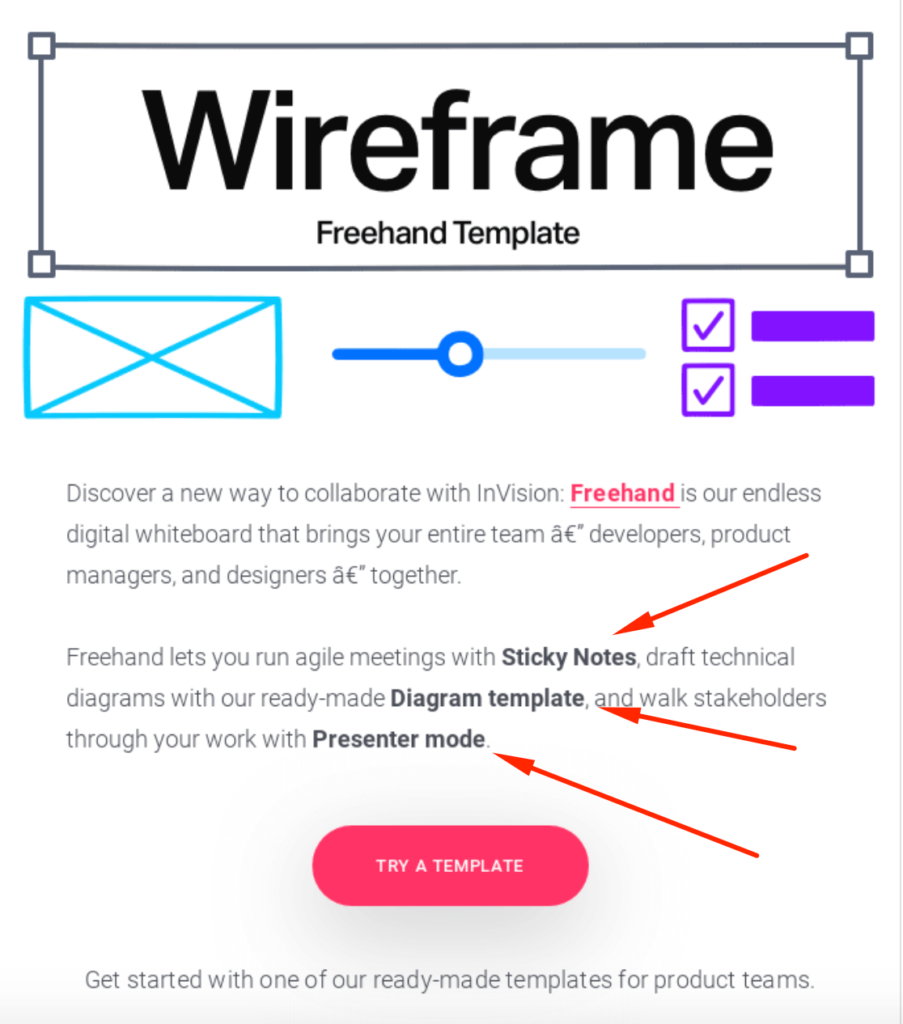 Wireframe
Freehand Template
Discover a new way to collaborate with InVision: Freehand is our endless
digital whiteboard that brings your entire team â€” developers, product
managers, and designers â€” together.
Freehand lets you run agile meetings with Sticky Notes, draft technical
diagrams with our ready-made Diagram template, and walk stakeholders
through your work with Presenter mode.
TRY A TEMPLATE
Get started with one of our ready-made templates for product teams.